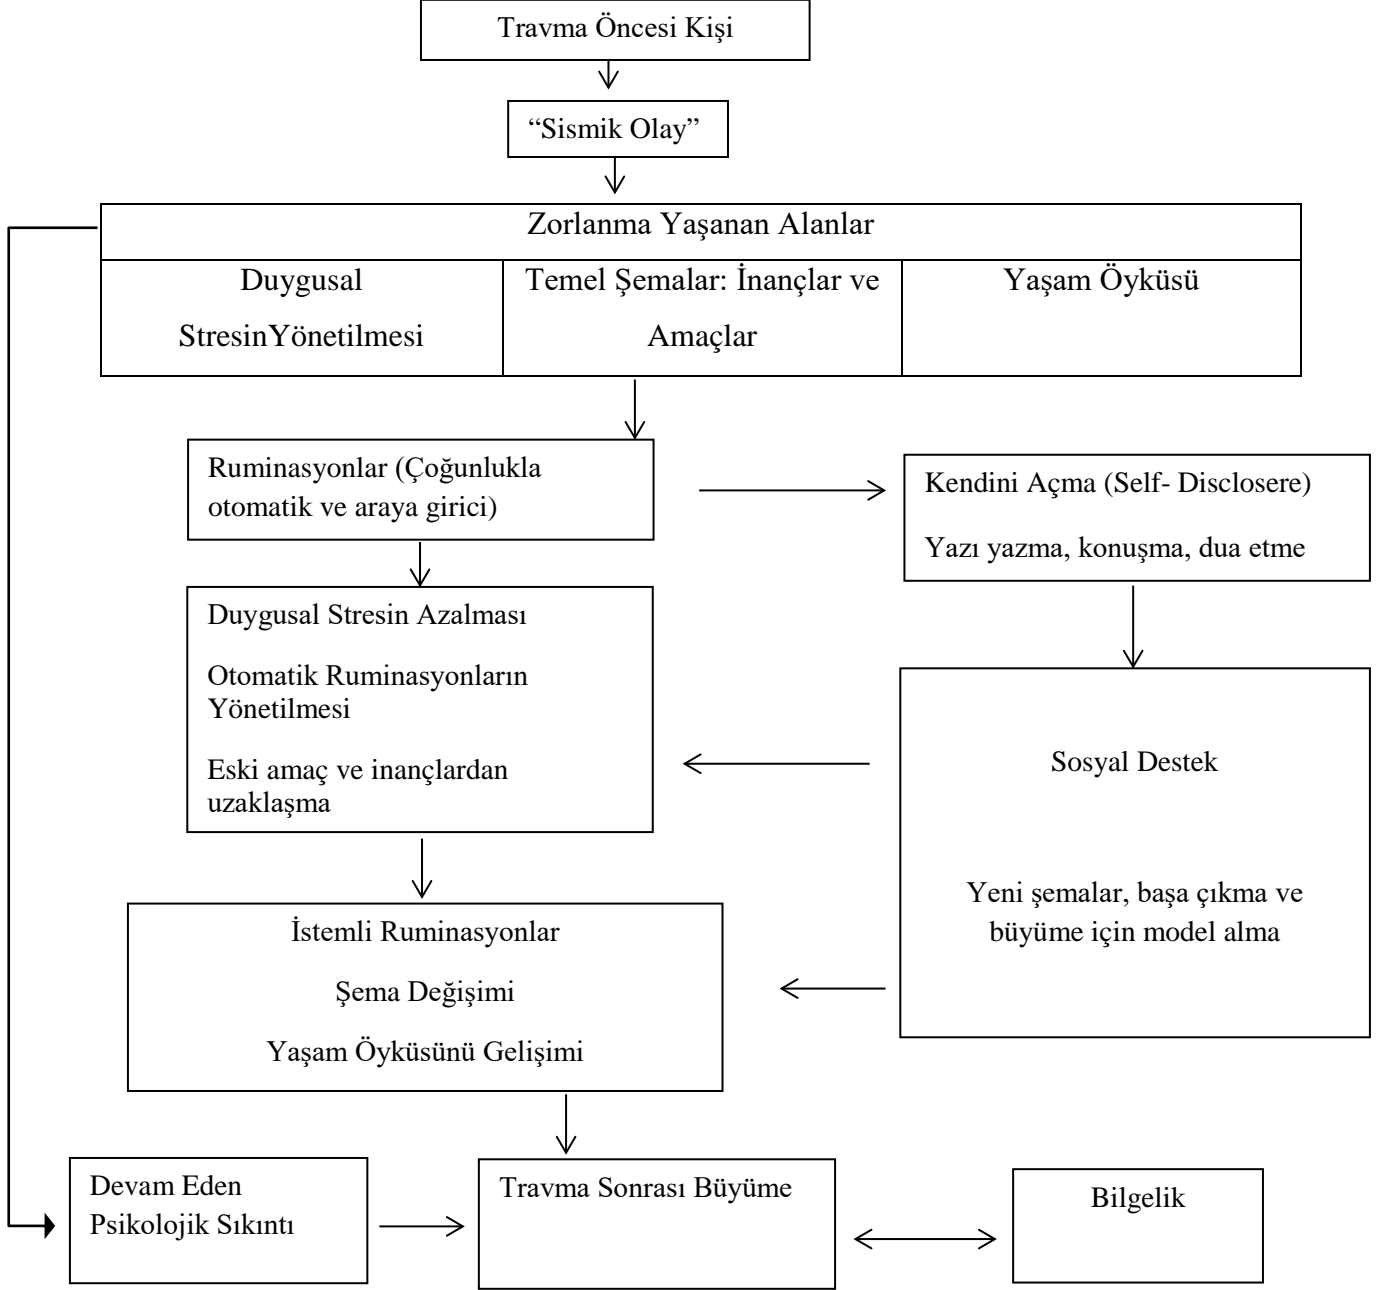 Travma Öncesi Kişi
“Sismik Olay”
Zorlanma Yaşanan Alanlar
Duygusal
StresinYönetilmesi
Temel Şemalar: İnançlar ve
Amaçlar
Yaşam Öyküsü
Ruminasyonlar (Çoğunlukla
otomatik ve araya girici)
Kendini Açma (Self- Disclosere)
Yazı yazma, konuşma, dua etme
Duygusal Stresin Azalması
Otomatik Ruminasyonların
Yönetilmesi
Eski amaç ve inançlardan
uzaklaşma
Sosyal Destek
Yeni şemalar, başa çıkma ve
büyüme için model alma
İstemli Ruminasyonlar
Şema Değişimi
Yaşam Öyküsünü Gelişimi
Devam Eden
Psikolojik Sıkıntı
Travma Sonrası Büyüme
Bilgelik